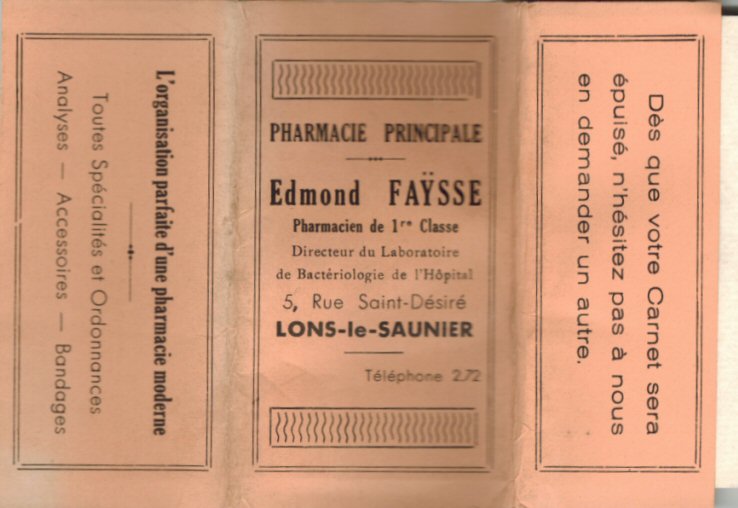 L'organisation parfaite d'une pharmacie moderne
Toutes Spécialités et Ordonnances
Analyses — Accessoires — Bandages
PHARMACIE PRINCIPALE
Edmond FAŸSSE
Pharmacien de 1re Classe
Directeur du Laboratoire
de Bactériologie de l'Hôpital
5, Rue Saint-Désiré
LONS-le-SAUNIER
Téléphone 2.72
Dès que votre Carnet sera
épuisé, n'hésitez pas à nous
en demander un autre.